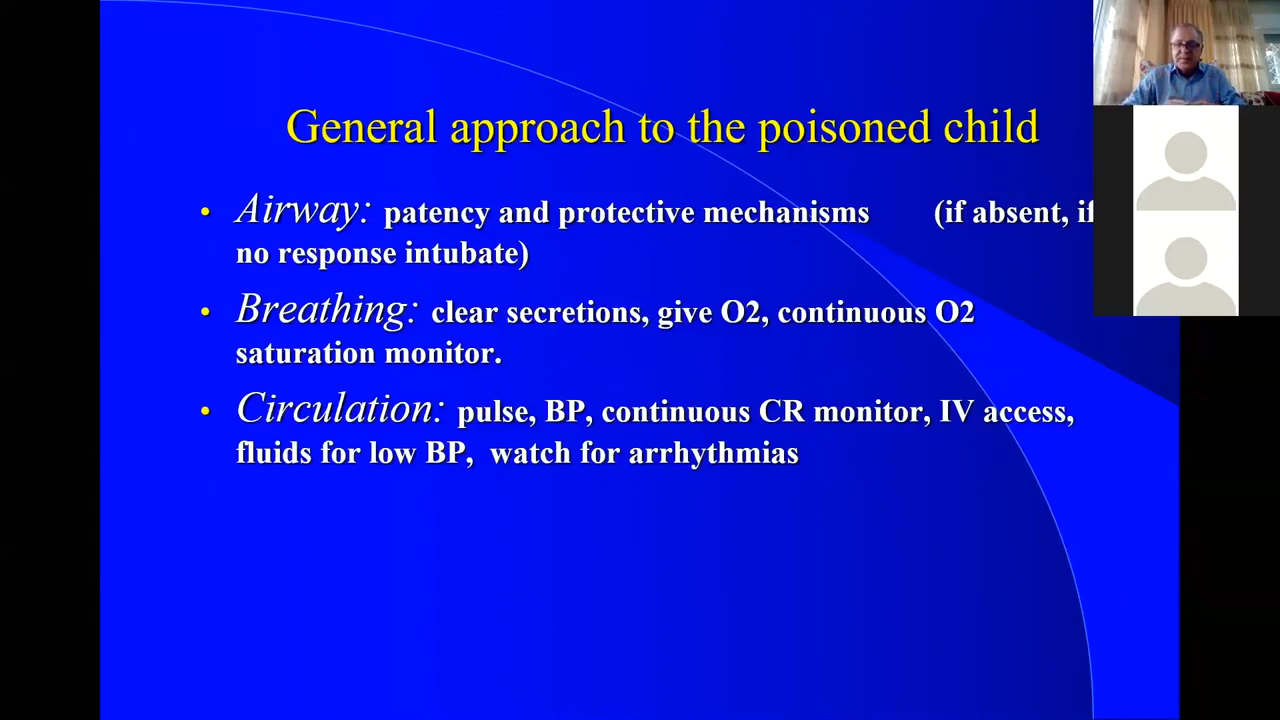 General approach to the poisoned child
• Airway: patency and protective mechanisms (if absent, if
no response intubate)
• Breathing: clear secretions, give O2, continuous O2
saturation monitor.
• Circulation: pulse, BP, continuous CR monitor, IV access,
fluids for low BP, watch for arrhythmias